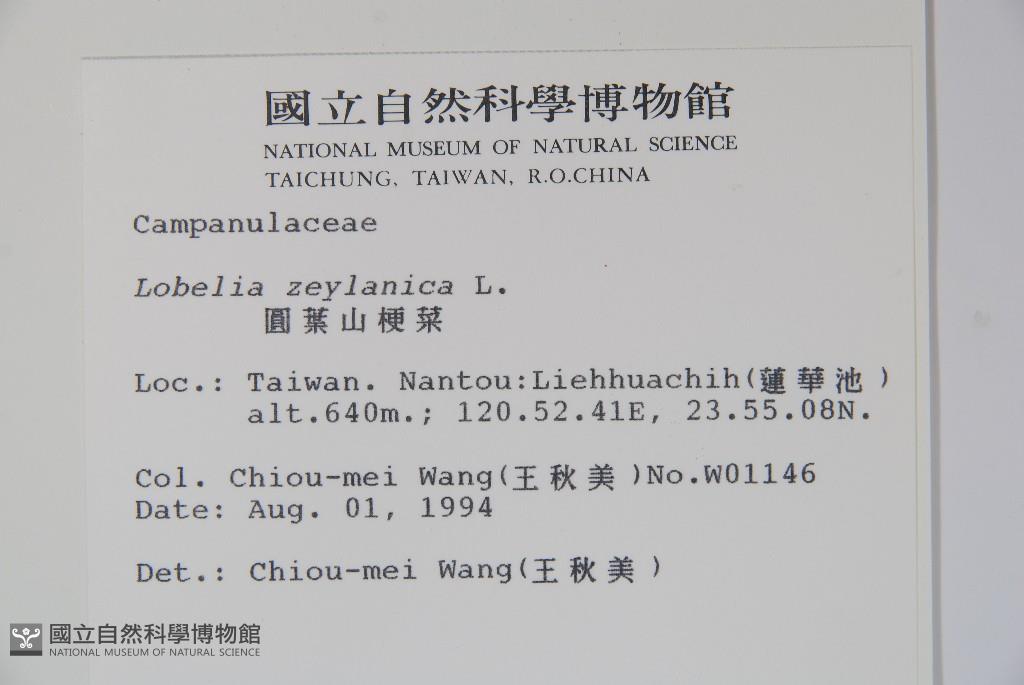 國立自然科學博物館
NATIONAL MUSEUM OF NATURAL SCIENCE
TAICHUNG, TAIWAN, R.O.CHINA
Campanulaceae
Lobelia zeylanica L.
圓葉山梗菜
Loc.: Taiwan. Nantou:Liehhuachih(蓮華池)
alt.640m.; 120.52.41E, 23.55.08N.
Col. Chiou-mei Wang(王秋美)No.W01146
Date: Aug. 01, 1994
Det.: Chiou-mei Wang(王秋美)
國立自然科學博物館
NATIONAL MUSEUM OF NATURAL SCIENCE